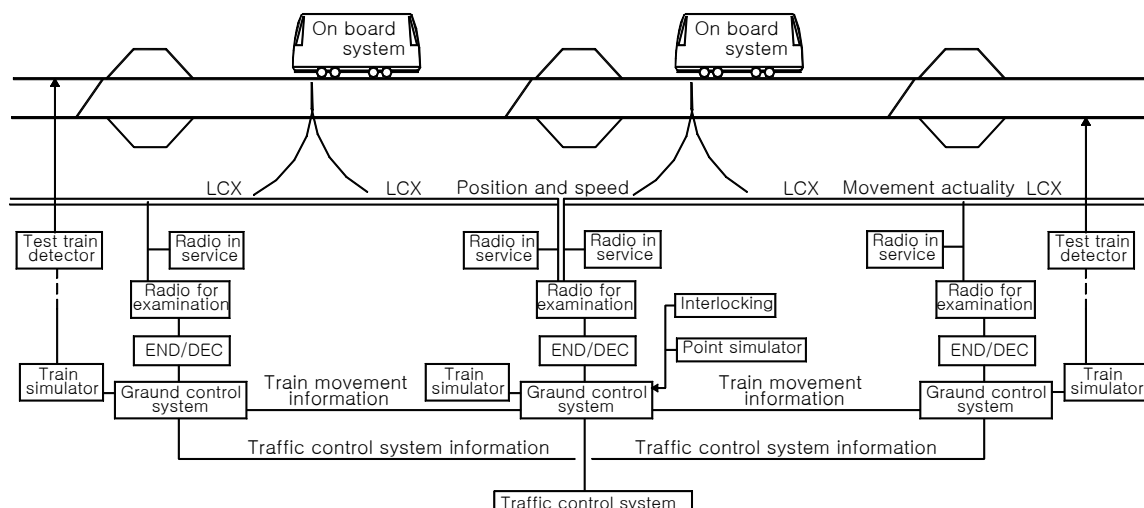 On board
system
On board
system
LCX
LCX
Position and speed
LCX
Movement actuality
LCX
Test train
detector
Radio in
service
Radio in
service
Radio in
service
Radio in
service
Test train
detector
Radio for
examination
Radio for
examination
Interlocking
Radio for
examination
END/DEC
END/DEC
Point simulator
END/DEC
Train
simulator
Ground control
system
Train movement
information
Train
simulator
Ground control
system
Train movement
information
Ground control
system
Train
simulator
Traffic control system information
Traffic control system information
Traffic control system